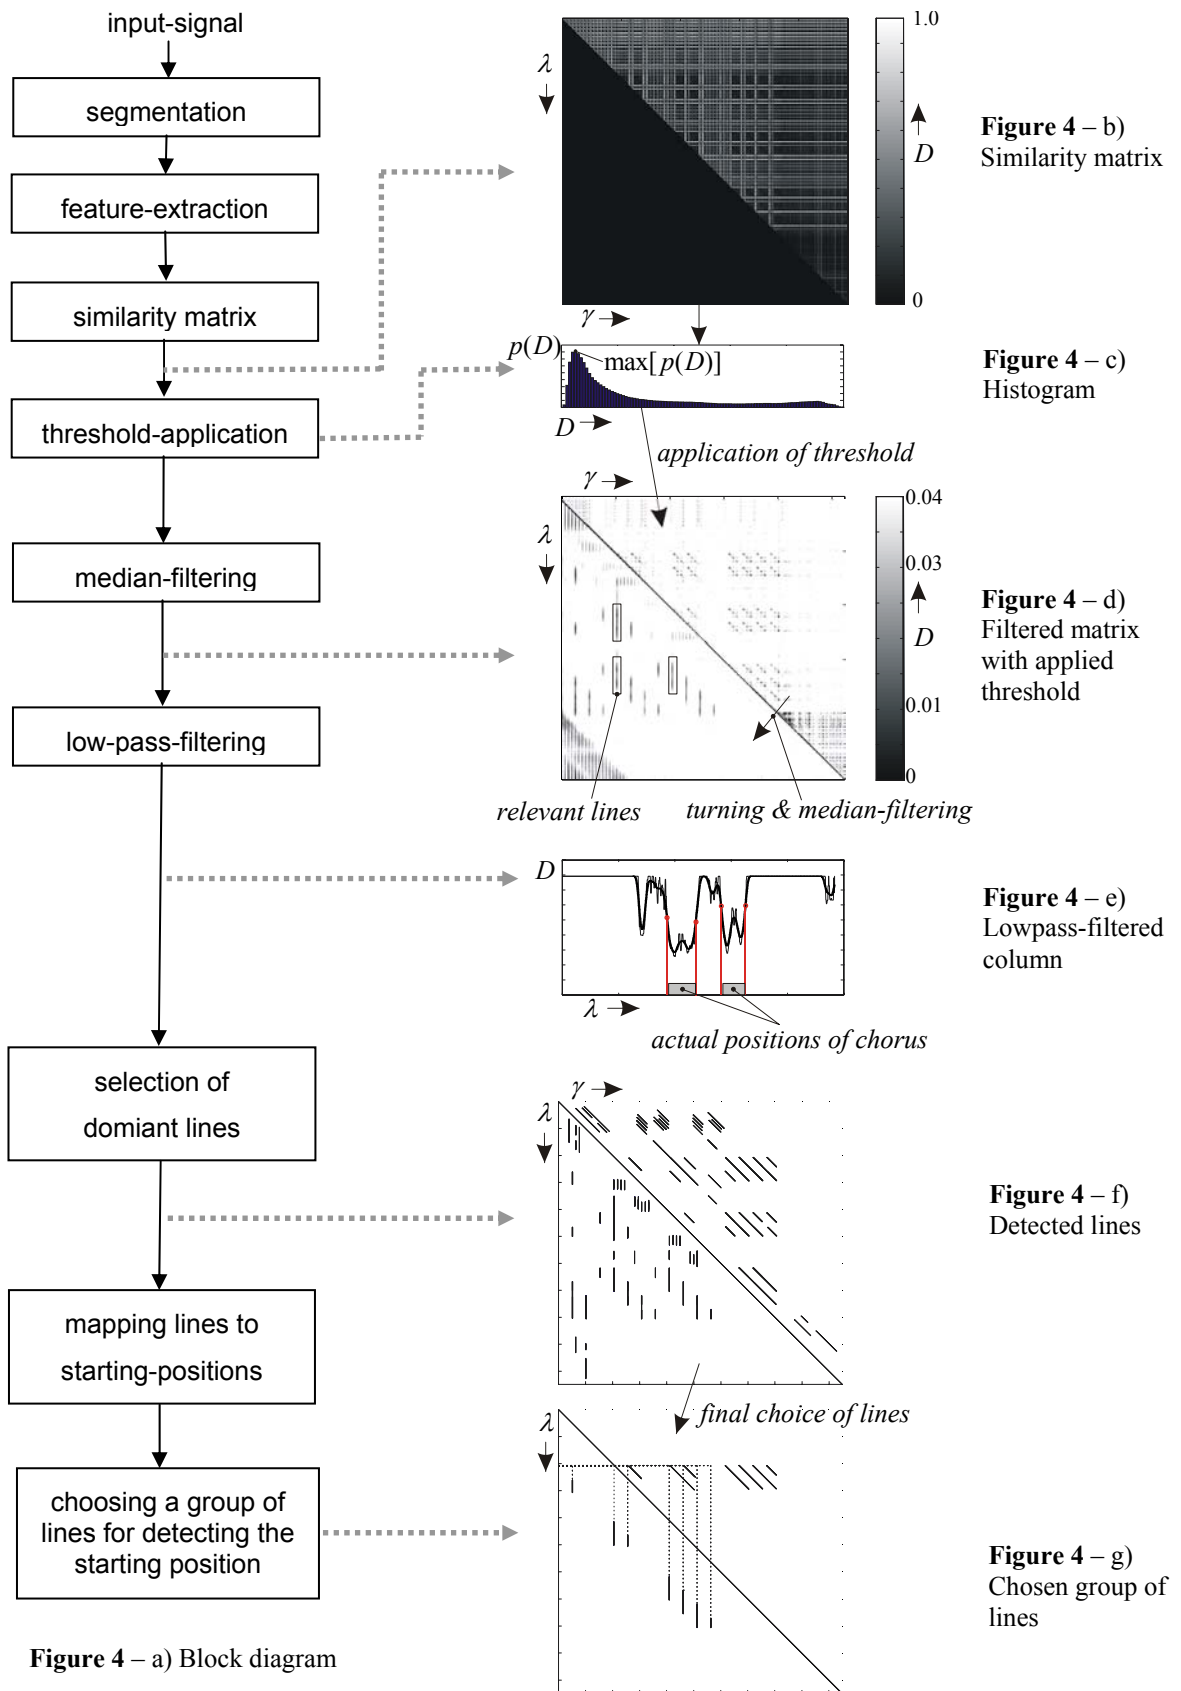 input-signal
segmentation
feature-extraction
similarity matrix
threshold-application
median-filtering
low-pass-filtering
selection of
domiant lines
mapping lines to
starting-positions
choosing a group of
lines for detecting the
starting position
Figure 4 – a) Block diagram
λ
γ
1.0
D
0
Figure 4 – b)
Similarity matrix
p(D)
max[p(D)]
D
Figure 4 – c)
Histogram
application of threshold
γ
λ
0.04
0.03
D
0.01
0
Figure 4 – d)
Filtered matrix
with applied
threshold
relevant lines
turning & median-filtering
D
λ
actual positions of chorus
Figure 4 – e)
Lowpass-filtered
column
γ
λ
Figure 4 – f)
Detected lines
final choice of lines
λ
Figure 4 – g)
Chosen group of
lines